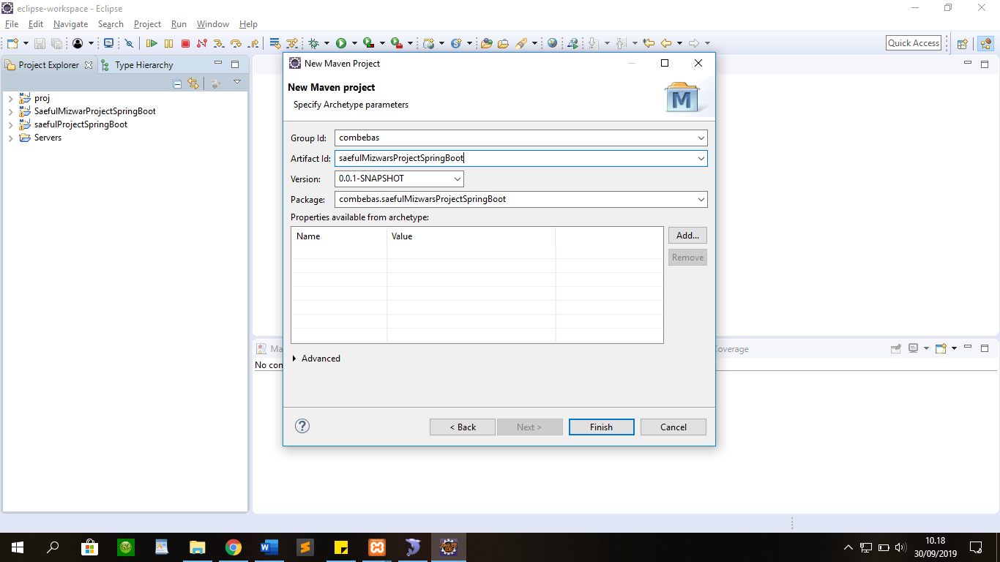 eclipse-workspace - Eclipse
File Edit Navigate Search Project Run Window Help
Quick Access
Project Explorer Type Hierarchy
proj
SaefulMizwarProjectSpringBoot
saefulProjectSpringBoot
Servers
New Maven Project
New Maven project
Specify Archetype parameters
M
Group Id: combebas
Artifact Id: saefulMizwarsProjectSpringBoot
Version: 0.0.1-SNAPSHOT
Package: combebas.saefulMizwarsProjectSpringBoot
Properties available from archetype:
Name Value
Add...
Remove
Advanced
? < Back Next > Finish Cancel
Ma
overage
No con
10.18
30/09/2019